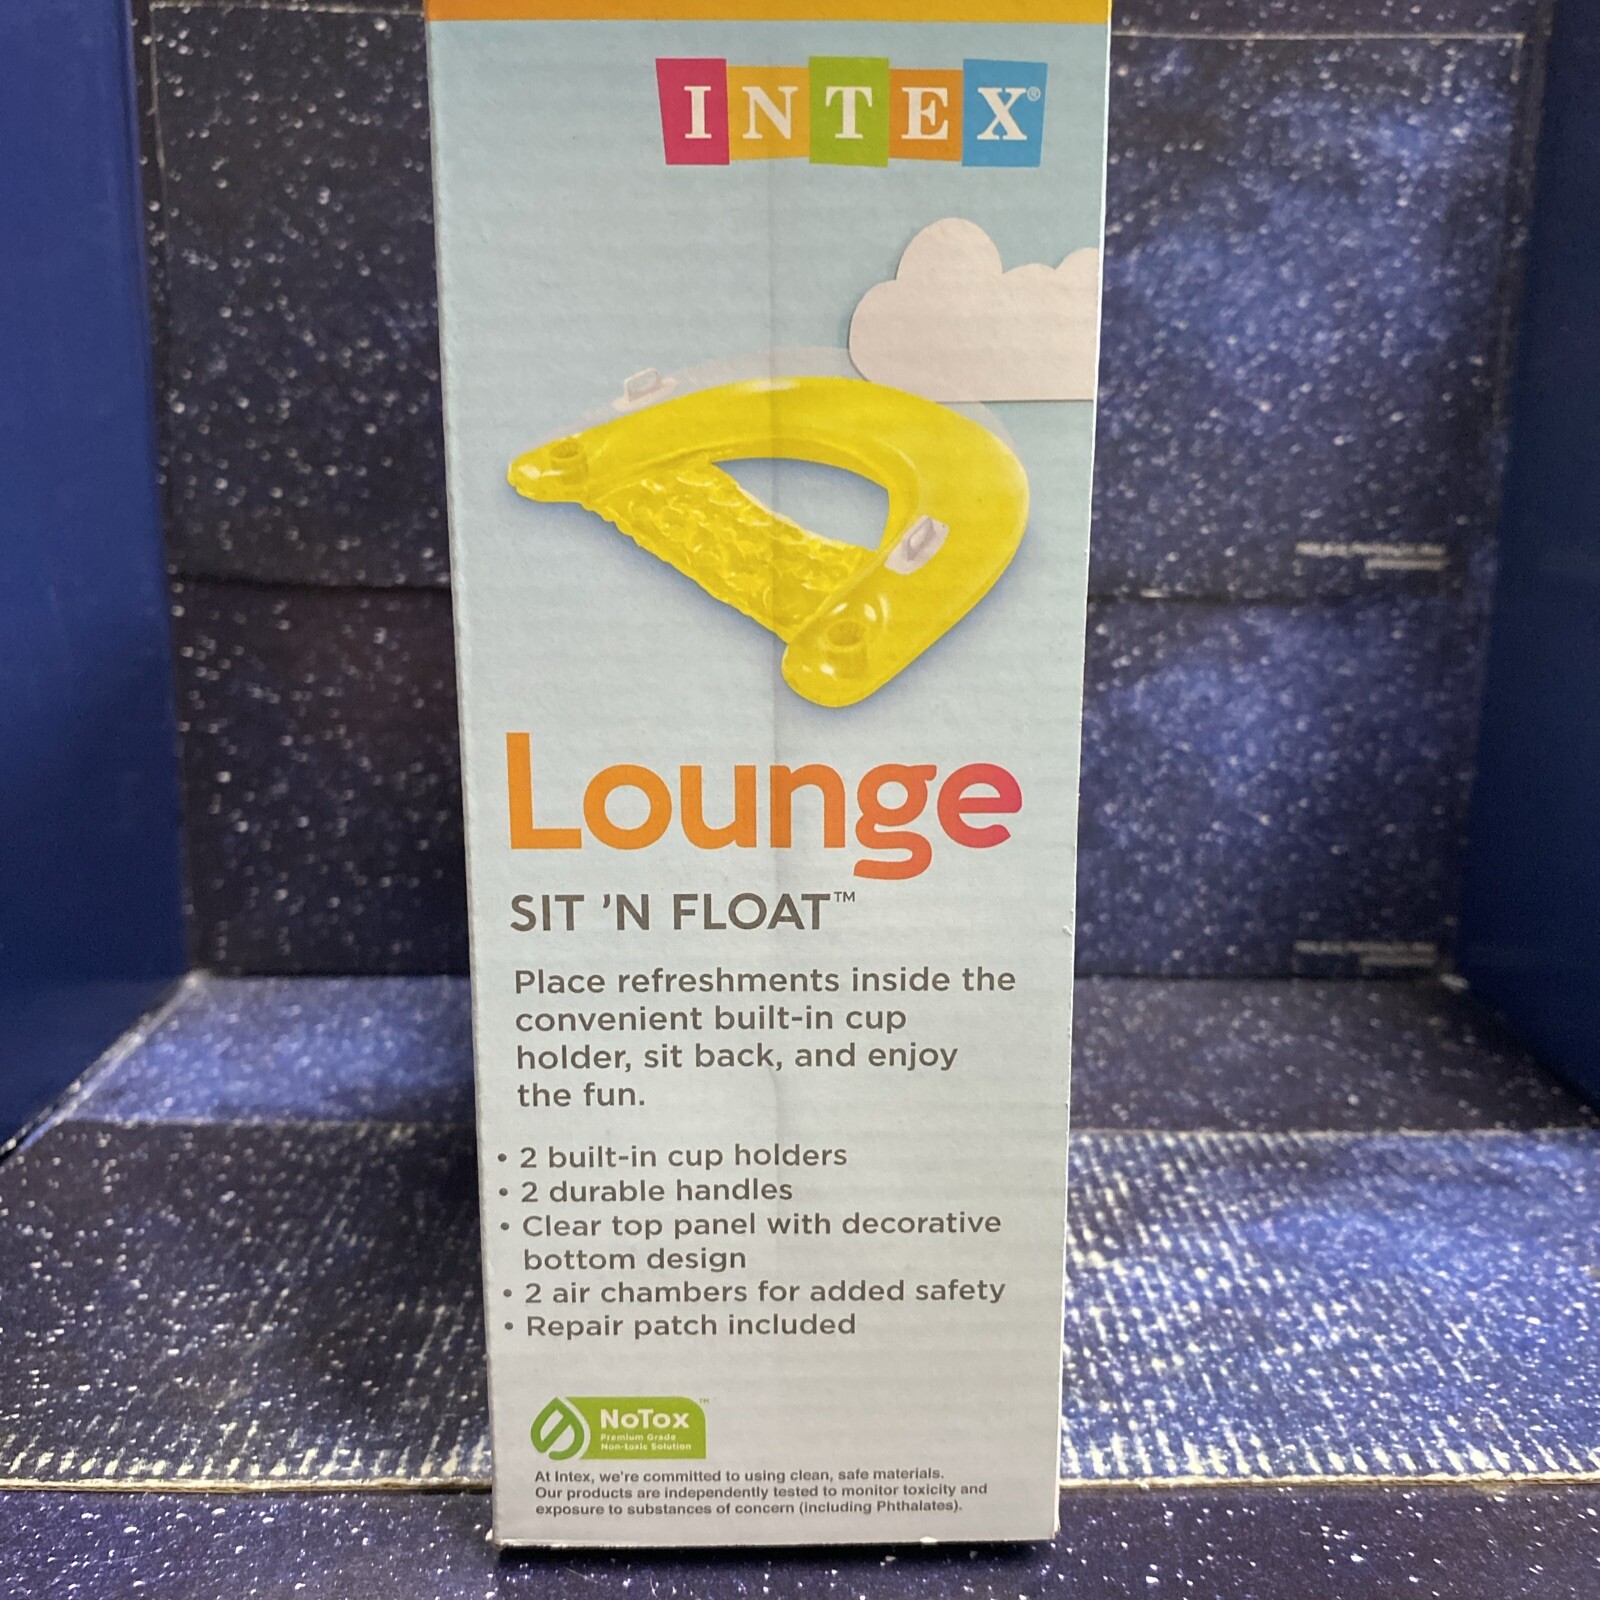 INTEX®
Lounge
SIT 'N FLOAT™
Place refreshments inside the
convenient built-in cup
holder, sit back, and enjoy
the fun.
• 2 built-in cup holders
• 2 durable handles
• Clear top panel with decorative
bottom design
• 2 air chambers for added safety
• Repair patch included
NoTox™
Premium Grade
Non-toxic Solution
At Intex, we're committed to using clean, safe materials.
Our products are independently tested to monitor toxicity and
exposure to substances of concern (including Phthalates).